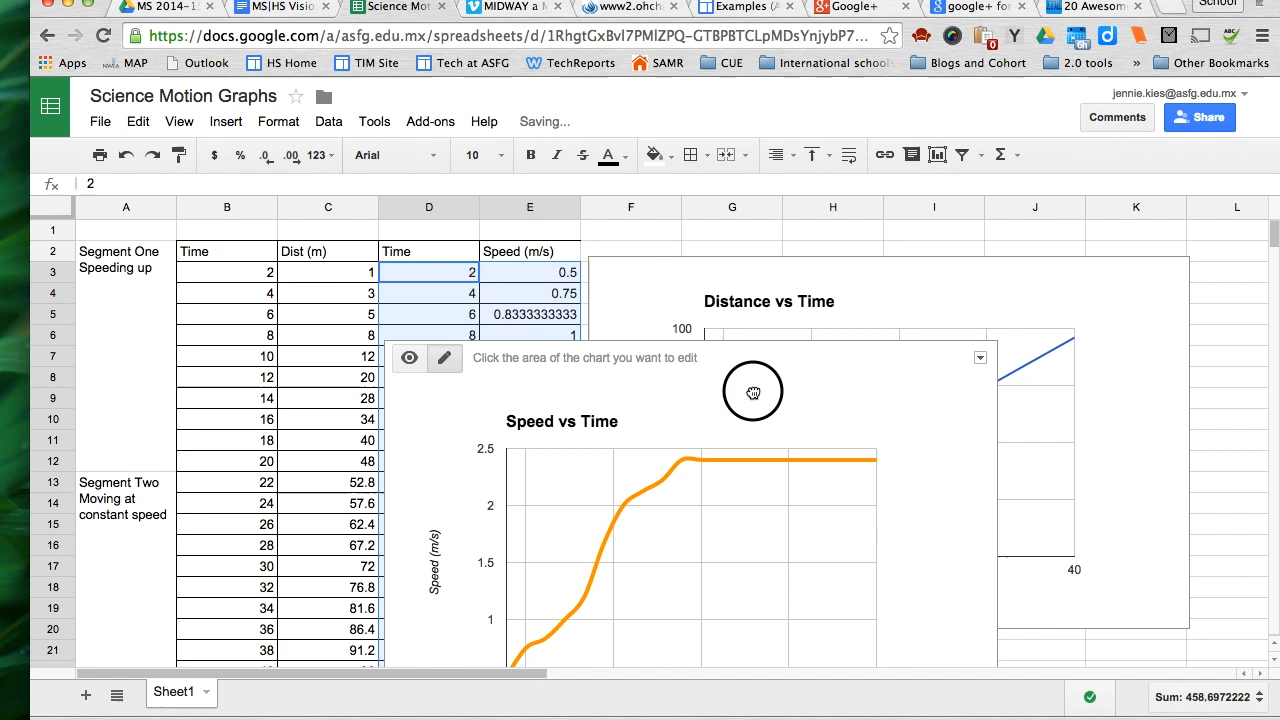 MS 2014-1 MS|HS Visio Science Mot MIDWAY a M www2.ohch Examples (A Google+ google+ for 20 Awesom School
https://docs.google.com/a/asfg.edu.mx/spreadsheets/d/1RhgtGxBvl7PMlZPQ-GTBPBTCLpMDsYnjybP7...
Apps MAP Outlook HS Home TIM S Tech at ASFG TechReports SAMR CUE International school Blogs and Cohort 2.0 tools » Other Bookmarks
Science Motion Graphs
jennie.kies@asfg.edu.mx
File Edit View Insert Format Data Tools Add-ons Help Saving...
Comments Share
$ % .0 .00 123 Arial 10 B I S A Σ
fx 2
A B C D E F G H I J K L
1
2 Segment One Time Dist (m) Time Speed (m/s)
Speeding up
3 2 1 2 0.5
4 4 3 4 0.75
5 6 5 6 0.8333333333
6 8 8 8 1
7 10 12
8 12 20
9 14 28
10 16 34
11 18 40
12 20 48
13 Segment Two 22 52.8
14 Moving at 24 57.6
15 constant speed 26 62.4
16 28 67.2
17 30 72
18 32 76.8
19 34 81.6
20 36 86.4
21 38 91.2
Distance vs Time
100
40
Click the area of the chart you want to edit
Speed vs Time
2.5
2
1.5
1
Speed (m/s)
Sheet1
Sum: 458.6972222